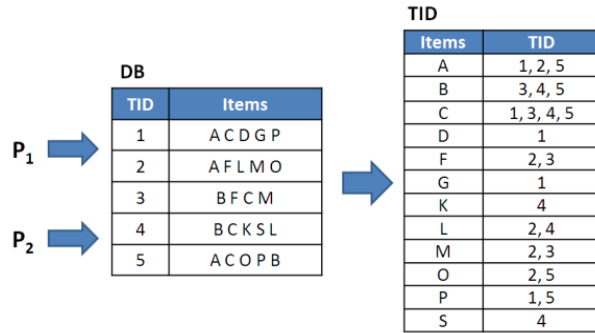 TID
Items TID
A 1, 2, 5
B 3, 4, 5
C 1, 3, 4, 5
D 1
F 2, 3
G 1
K 4
L 2, 4
M 2, 3
O 2, 5
P 1, 5
S 4
DB
TID Items
1 A C D G P
2 A F L M O
3 B F C M
4 B C K S L
5 A C O P B
P1
P2